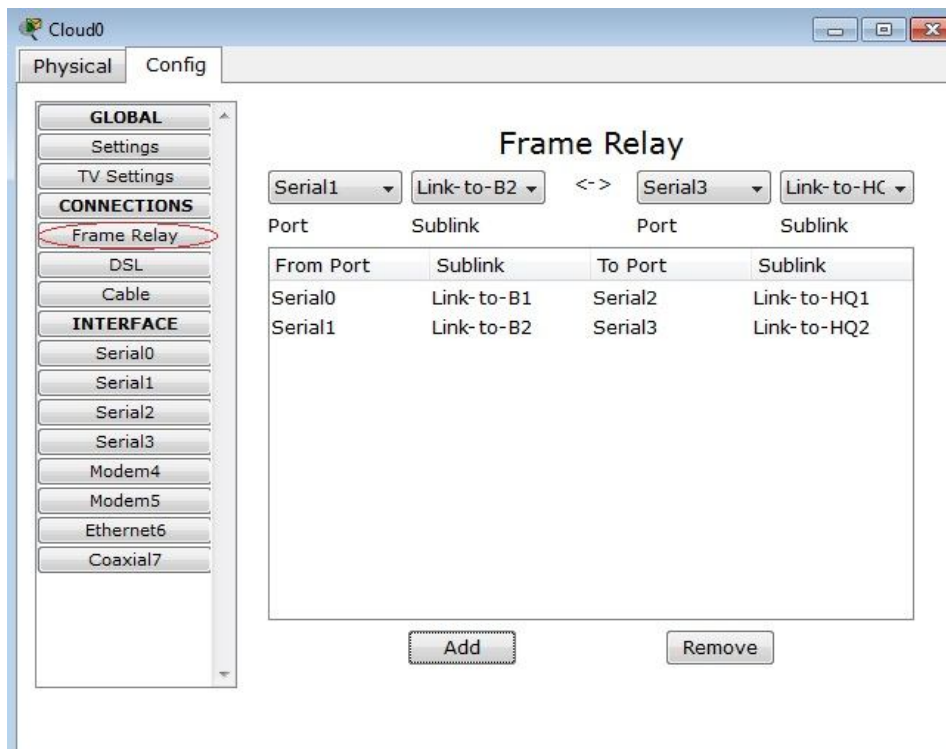 Cloud0
Physical Config
GLOBAL
Settings
TV Settings
CONNECTIONS
Frame Relay
DSL
Cable
INTERFACE
Serial0
Serial1
Serial2
Serial3
Modem4
Modem5
Ethernet6
Coaxial7
Frame Relay
Serial1 Link-to-B2 <-> Serial3 Link-to-HC
Port Sublink Port Sublink
From Port Sublink To Port Sublink
Serial0 Link-to-B1 Serial2 Link-to-HQ1
Serial1 Link-to-B2 Serial3 Link-to-HQ2
Add Remove